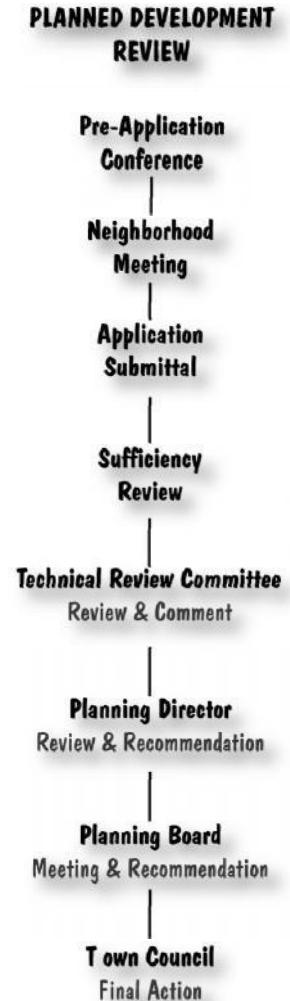 PLANNED DEVELOPMENT
REVIEW
Pre-Application
Conference
Neighborhood
Meeting
Application
Submittal
Sufficiency
Review
Technical Review Committee
Review & Comment
Planning Director
Review & Recommendation
Planning Board
Meeting & Recommendation
T own Council
Final Action